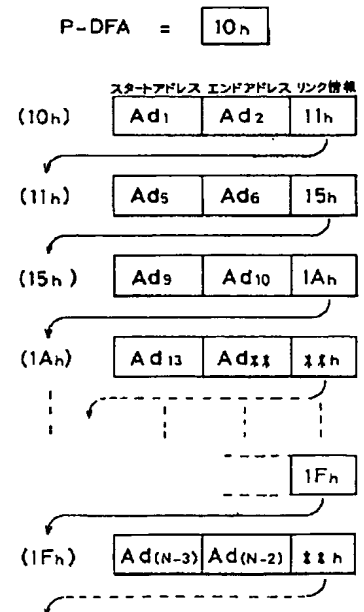 P-DFA = 10h
スタートアドレス エンドアドレス リンク情報
(10h) Ad1 Ad2 11h
(11h) Ad5 Ad6 15h
(15h) Ad9 Ad10 1Ah
(1Ah) Ad13 Ad** **h
1Fh
(1Fh) Ad(N-3) Ad(N-2) **h